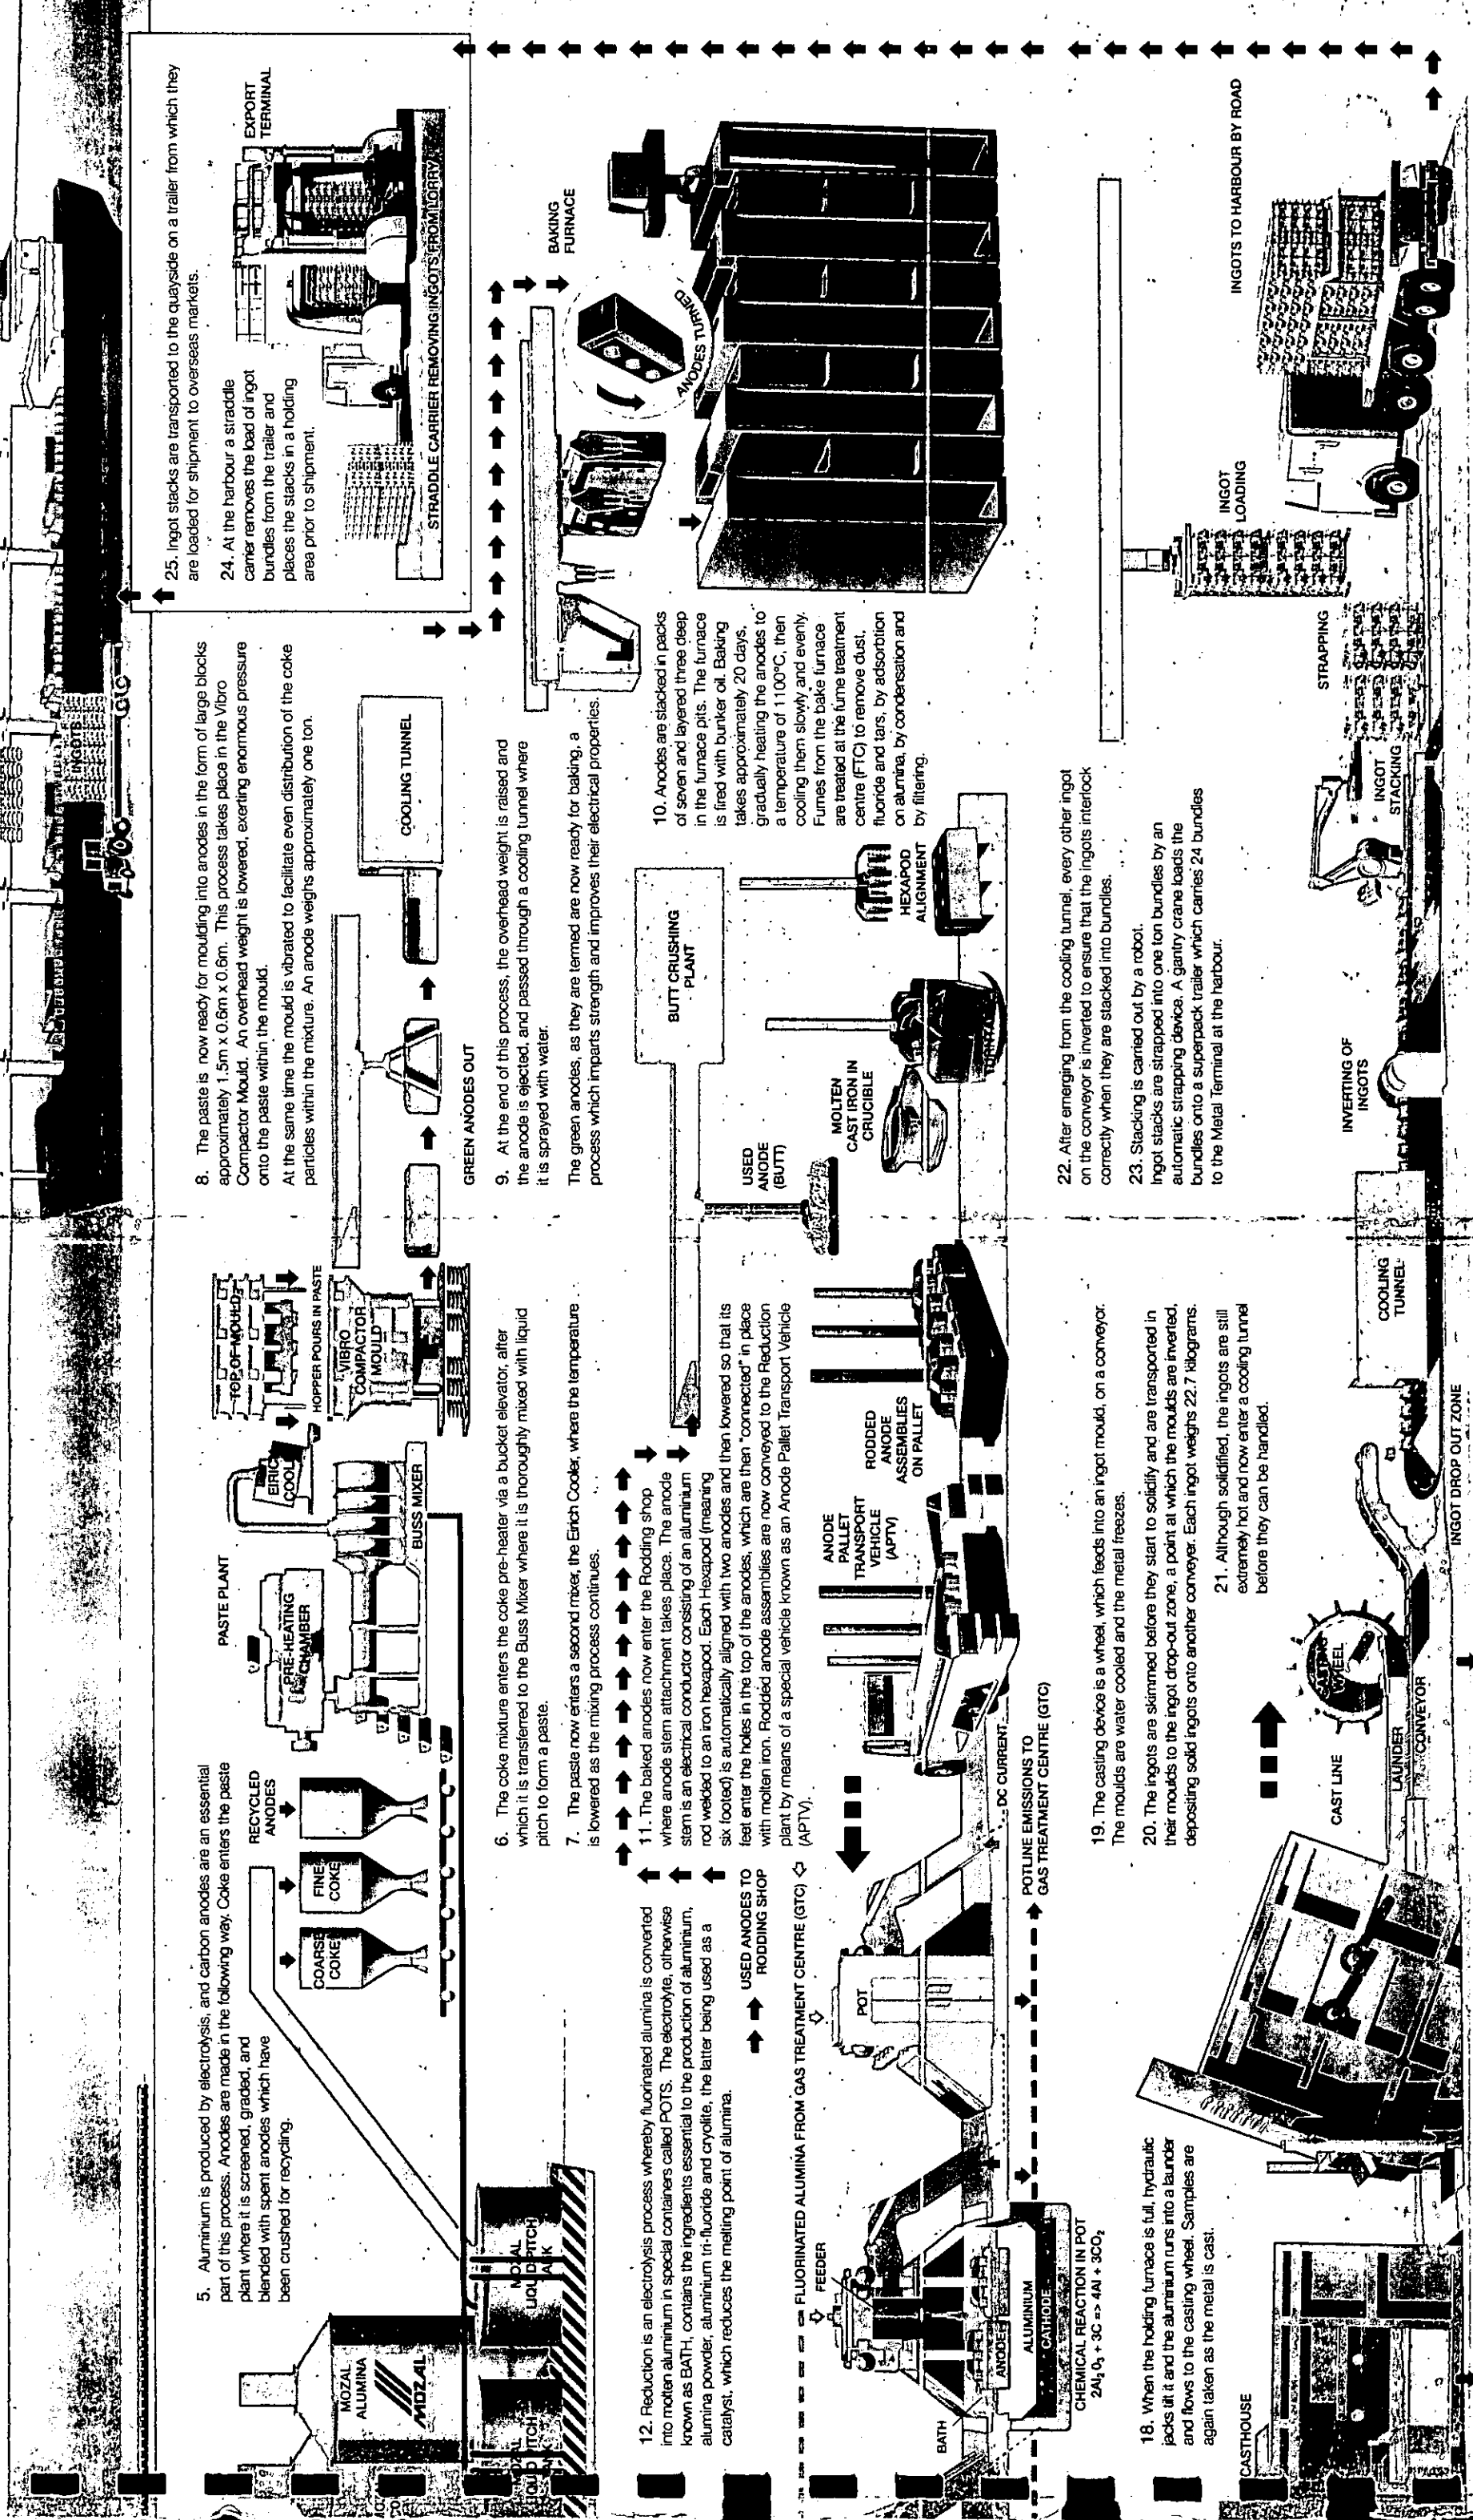 INGOTS
5. Aluminium is produced by electrolysis, and carbon anodes are an essential
part of this process. Anodes are made in the following way. Coke enters the paste
plant where it is screened, graded, and
blended with spent anodes which have
been crushed for recycling.
MOZAL
ALUMINA
MOZAL
MOZAL
LIQUID PITCH
TANK
MOZAL
LIQUID PITCH
COARSE
COKE
FINE
COKE
RECYCLED
ANODES
PASTE PLANT
PRE-HEATING
CHAMBER
BUSS MIXER
TOP OF MOULD
HOPPER POURS IN PASTE
VIBRO
COMPACTOR
MOULD
6. The coke mixture enters the coke pre-heater via a bucket elevator, after
which it is transferred to the Buss Mixer where it is thoroughly mixed with liquid
pitch to form a paste.
7. The paste now enters a second mixer, the Eirich Cooler, where the temperature
is lowered as the mixing process continues.
8. The paste is now ready for moulding into anodes in the form of large blocks
approximately 1.5m x 0.6m x 0.6m. This process takes place in the Vibro
Compactor Mould. An overhead weight is lowered, exerting enormous pressure
onto the paste within the mould.
At the same time the mould is vibrated to facilitate even distribution of the coke
particles within the mixture. An anode weighs approximately one ton.
GREEN ANODES OUT
COOLING TUNNEL
9. At the end of this process, the overhead weight is raised and
the anode is ejected, and passed through a cooling tunnel where
it is sprayed with water.
The green anodes, as they are termed are now ready for baking, a
process which imparts strength and improves their electrical properties.
25. Ingot stacks are transported to the quayside on a trailer from which they
are loaded for shipment to overseas markets.
24. At the harbour a straddle
carrier removes the load of ingot
bundles from the trailer and
places the stacks in a holding
area prior to shipment.
EXPORT
TERMINAL
STRADDLE CARRIER REMOVING INGOTS FROM LORRY
BAKING
FURNACE
ANODES TURNED
10. Anodes are stacked in packs
of seven and layered three deep
in the furnace pits. The furnace
is fired with bunker oil. Baking
takes approximately 20 days,
gradually heating the anodes to
a temperature of 1100°C, then
cooling them slowly and evenly.
Fumes from the bake furnace
are treated at the fume treatment
centre (FTC) to remove dust,
fluoride and tars, by adsorbtion
on alumina, by condensation and
by filtering.
11. The baked anodes now enter the Rodding shop
where anode stem attachment takes place. The anode
stem is an electrical conductor consisting of aluminium
rod welded to an iron hexapod. Each Hexapod (meaning
six footed) is automatically aligned with two anodes and then lowered so that its
feet enter the holes in the top of the anodes, which are then "connected" in place
with molten iron. Rodded anode assemblies are now conveyed to the Reduction
plant by means of a special vehicle known as an Anode Pallet Transport Vehicle
(APTV).
BUTT CRUSHING
PLANT
USED
ANODE
(BUTT)
MOLTEN
CAST IRON IN
CRUCIBLE
HEXAPOD
ALIGNMENT
RODDED
ANODE
ASSEMBLIES
ON PALLET
ANODE
PALLET
TRANSPORT
VEHICLE
(APTV)
12. Reduction is an electrolysis process whereby fluorinated alumina is converted
into molten aluminium in special containers called POTS. The electrolyte, otherwise
known as BATH, contains the ingredients essential to the production of aluminium,
alumina powder, aluminium tri-fluoride and cryolite, the latter being used as a
catalyst, which reduces the melting point of alumina.
USED ANODES TO
RODDING SHOP
FLUORINATED ALUMINA FROM GAS TREATMENT CENTRE (GTC)
FEEDER
POT
DC CURRENT
BATH
ANODE
ALUMINIUM
CATHODE
POTLINE EMISSIONS TO
GAS TREATMENT CENTRE (GTC)
CHEMICAL REACTION IN POT
2Al₂O₃ + 3C => 4Al + 3CO₂
18. When the holding furnace is full, hydraulic
jacks tilt it and the aluminium runs into a launder
and flows to the casting wheel. Samples are
again taken as the metal is cast.
CASTHOUSE
19. The casting device is a wheel, which feeds into an ingot mould, on a conveyor.
The moulds are water cooled and the metal freezes.
20. The ingots are skimmed before they start to solidify and are transported in
their moulds to the ingot drop-out zone, a point at which the moulds are inverted,
depositing solid ingots onto another conveyer. Each ingot weighs 22.7 kilograms.
21. Although solidified, the ingots are still
extremely hot and now enter a cooling tunnel
before they can be handled.
CAST LINE
CASTING
WHEEL
LAUNDER
CONVEYOR
INGOT DROP OUT ZONE
COOLING
TUNNEL
22. After emerging from the cooling tunnel, every other ingot
on the conveyor is inverted to ensure that the ingots interlock
correctly when they are stacked into bundles.
23. Stacking is carried out by a robot.
Ingot stacks are strapped into one ton bundles by an
automatic strapping device. A gantry crane loads the
bundles onto a superpack trailer which carries 24 bundles
to the Metal Terminal at the harbour.
INVERTING OF
INGOTS
INGOT
STACKING
STRAPPING
INGOT
LOADING
INGOTS TO HARBOUR BY ROAD